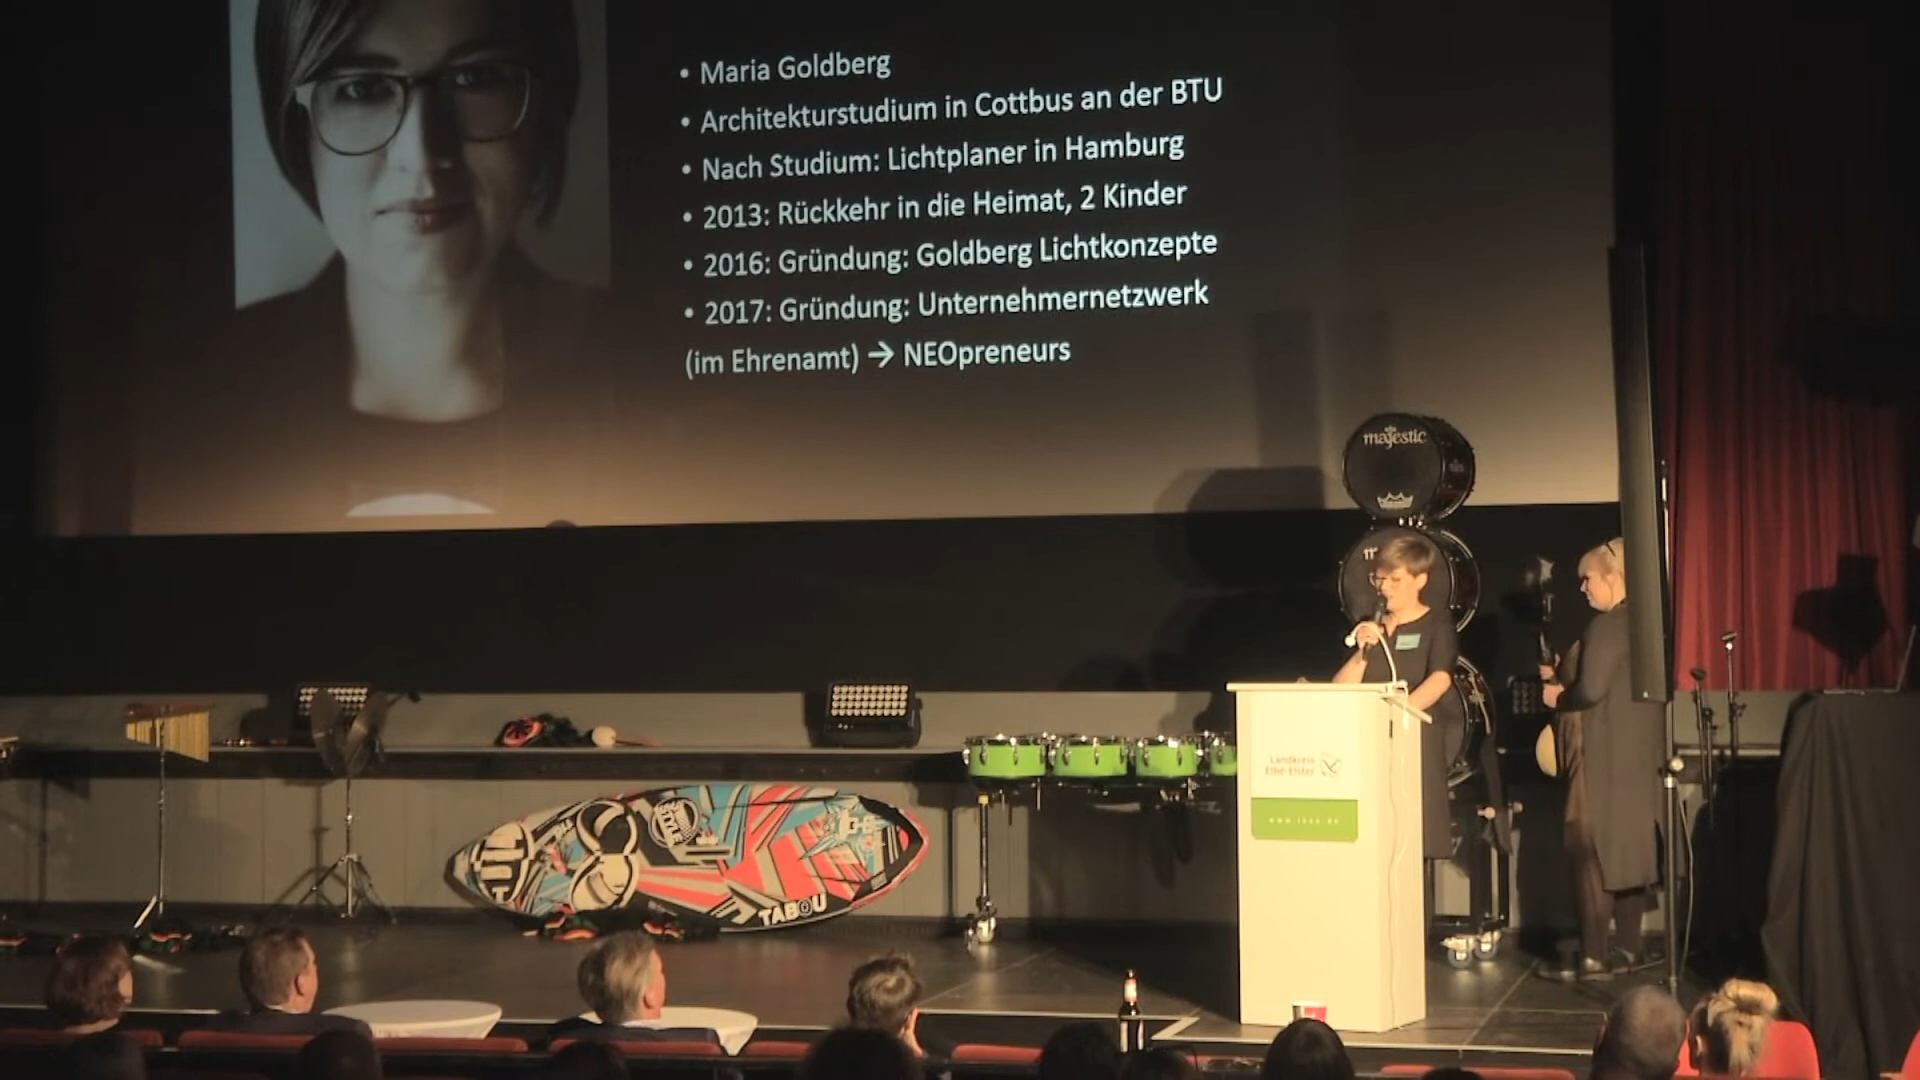 • Maria Goldberg
• Architekturstudium in Cottbus an der BTU
• Nach Studium: Lichtplaner in Hamburg
• 2013: Rückkehr in die Heimat, 2 Kinder
• 2016: Gründung: Goldberg Lichtkonzepte
• 2017: Gründung: Unternehmernetzwerk
(im Ehrenamt) → NEOpreneurs
majestic
Landkreis
Elbe-Elster
STYLE
TABOU